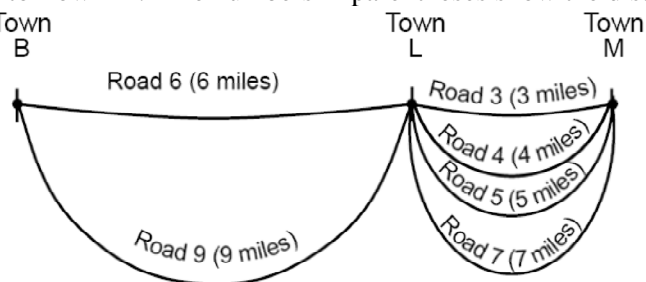 Town
B
Town
L
Town
M
Road 6 (6 miles)
Road 3 (3 miles)
Road 4 (4 miles)
Road 5 (5 miles)
Road 9 (9 miles)
Road 7 (7 miles)